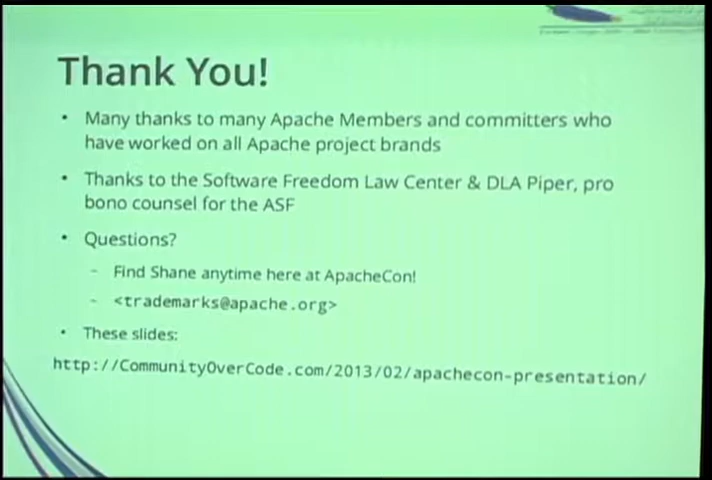 Thank You!
• Many thanks to many Apache Members and committers who
have worked on all Apache project brands
• Thanks to the Software Freedom Law Center & DLA Piper, pro
bono counsel for the ASF
• Questions?
– Find Shane anytime here at ApacheCon!
– <trademarks@apache.org>
• These slides:
http://CommunityOverCode.com/2013/02/apachecon-presentation/